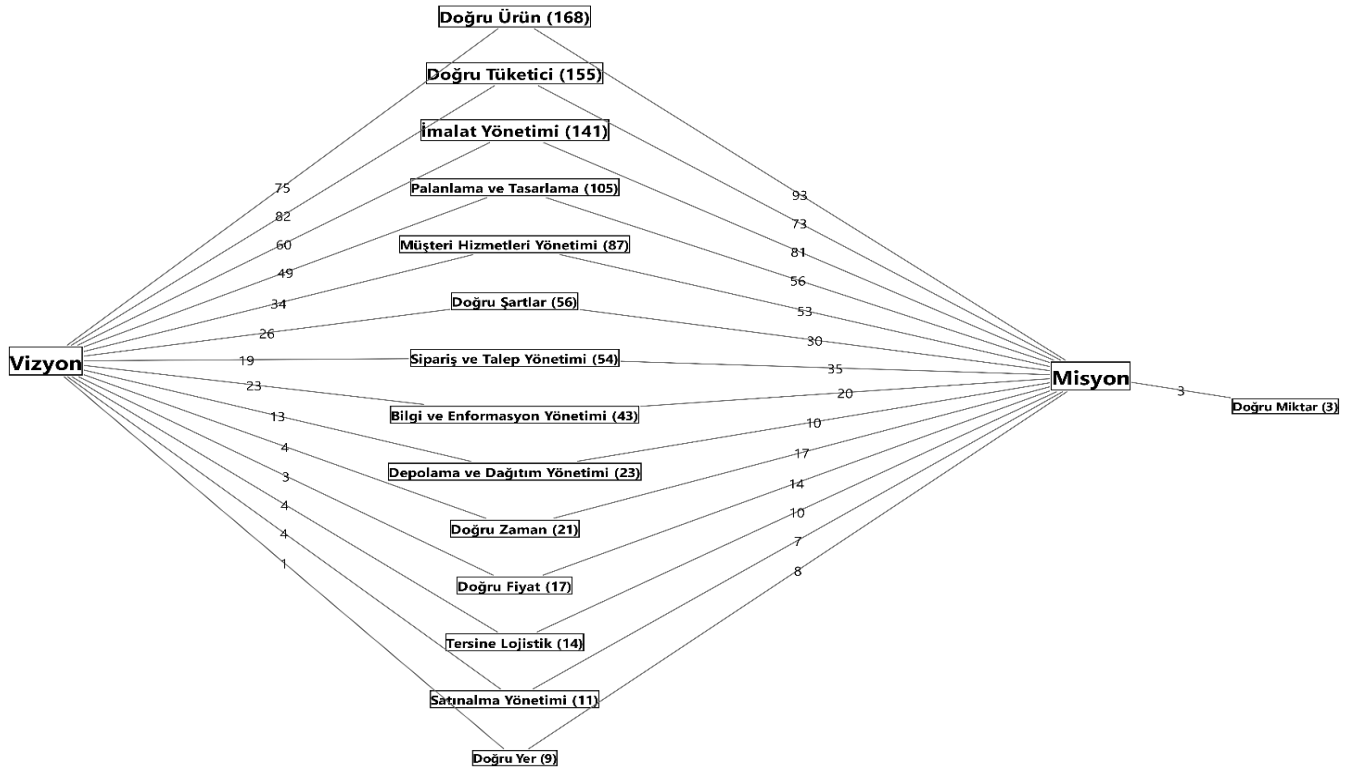 Doğru Ürün (168)
Doğru Tüketici (155)
İmalat Yönetimi (141)
75
Palanlama ve Tasarlama (105)
93
82
73
60
Müşteri Hizmetleri Yönetimi (87)
81
49
56
34
Doğru Şartlar (56)
53
26
30
Vizyon
19
Sipariş ve Talep Yönetimi (54)
35
Misyon
3
23
20
Doğru Miktar (3)
13
Bilgi ve Enformasyon Yönetimi (43)
10
4
17
Depolama ve Dağıtım Yönetimi (23)
3
14
4
10
Doğru Zaman (21)
4
7
1
8
Doğru Fiyat (17)
Tersine Lojistik (14)
Satınalma Yönetimi (11)
Doğru Yer (9)